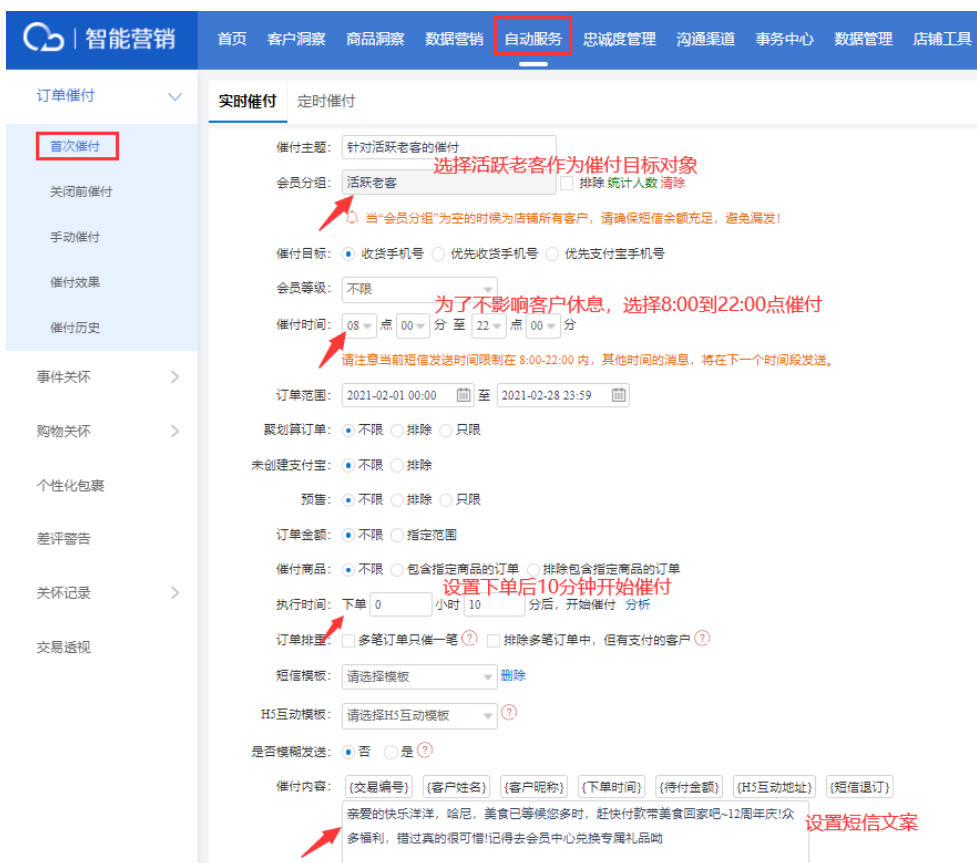 智能营销
首页 客户洞察 商品洞察 数据营销 自动服务 忠诚度管理 沟通渠道 事务中心 数据管理 店铺工具
订单催付
首次催付
关闭前催付
手动催付
催付效果
催付历史
事件关怀
购物关怀
个性化包裹
差评警告
关怀记录
交易透视
实时催付 定时催付
催付主题: 针对活跃老客的催付
选择活跃老客作为催付目标对象
会员分组: 活跃老客 排除 统计人数 清除
当“会员分组”为空的时候为店铺所有客户，请确保短信余额充足，避免漏发!
催付目标: 收货手机号 优先收货手机号 优先支付宝手机号
会员等级: 不限
为了不影响客户休息，选择8:00到22:00点催付
催付时间: 08 点 00 分 至 22 点 00 分
请注意当前短信发送时间限制在 8:00-22:00 内，其他时间的消息，将在下一个时间段发送。
订单范围: 2021-02-01 00:00 至 2021-02-28 23:59
聚划算订单: 不限 排除 只限
未创建支付宝: 不限 排除
预售: 不限 排除 只限
订单金额: 不限 指定范围
催付商品: 不限 包含指定商品的订单 排除包含指定商品的订单
设置下单后10分钟开始催付
执行时间: 下单 0 小时 10 分后，开始催付 分析
订单排重: 多笔订单只催一笔 ? 排除多笔订单中，但有支付的客户 ?
短信模板: 请选择模板 删除
H5互动模板: 请选择H5互动模板 ?
是否模糊发送: 否 是 ?
催付内容: {交易编号} {客户姓名} {客户昵称} {下单时间} {待付金额} {H5互动地址} {短信退订}
亲爱的快乐洋洋，哈尼，美食已等候您多时，赶快付款带美食回家吧~12周年庆!众
多福利，错过真的很可惜!记得去会员中心兑换专属礼品呦
设置短信文案